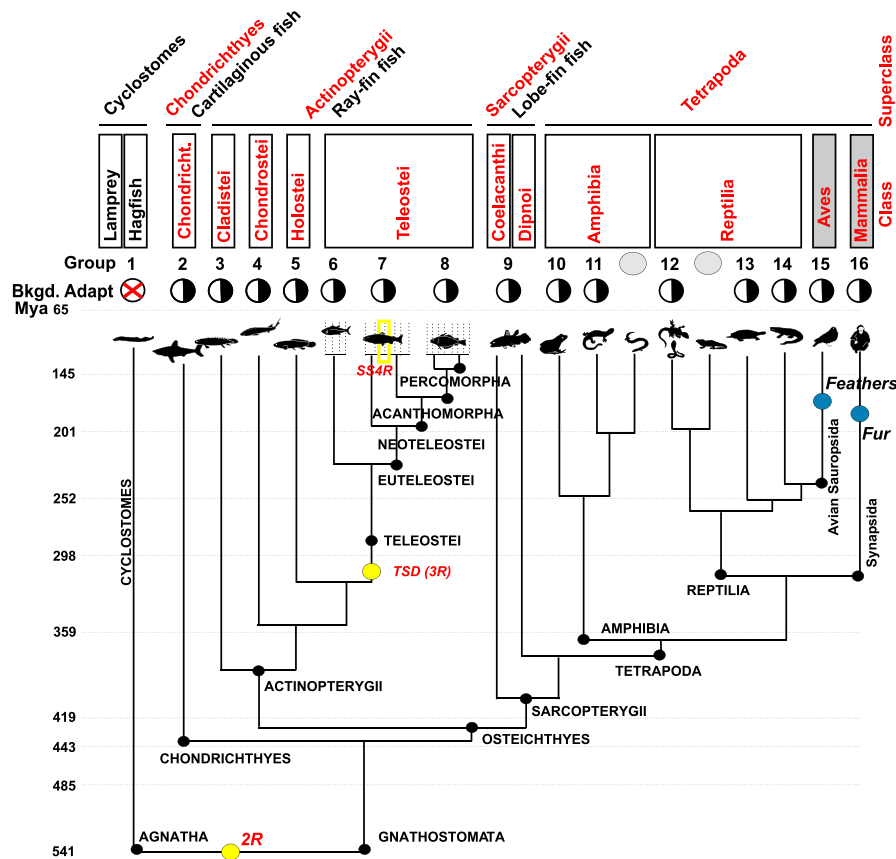 Cyclostomes
Chondrichthyes
Cartilaginous fish
Actinopterygii
Ray-fin fish
Sarcopterygii
Lobe-fin fish
Tetrapoda
Superclass
Lamprey
Hagfish
Chondricht.
Cladistei
Chondrostei
Holostei
Teleostei
Coelacanthi
Dipnoi
Amphibia
Reptilia
Aves
Mammalia
Class
Group 1 2 3 4 5 6 7 8 9 10 11 12 13 14 15 16
Bkgd. Adapt
Mya 65
SS4R
145
PERCOMORPHA
Feathers
ACANTHOMORPHA
Fur
201
NEOTELEOSTEI
EUTELEOSTEI
252
CYCLOSTOMES
Avian Sauropsida
Synapsida
TELEOSTEI
298
TSD (3R)
REPTILIA
359
AMPHIBIA
TETRAPODA
ACTINOPTERYGII
SARCOPTERYGII
419
OSTEICHTHYES
443
CHONDRICHTHYES
485
AGNATHA
2R
GNATHOSTOMATA
541